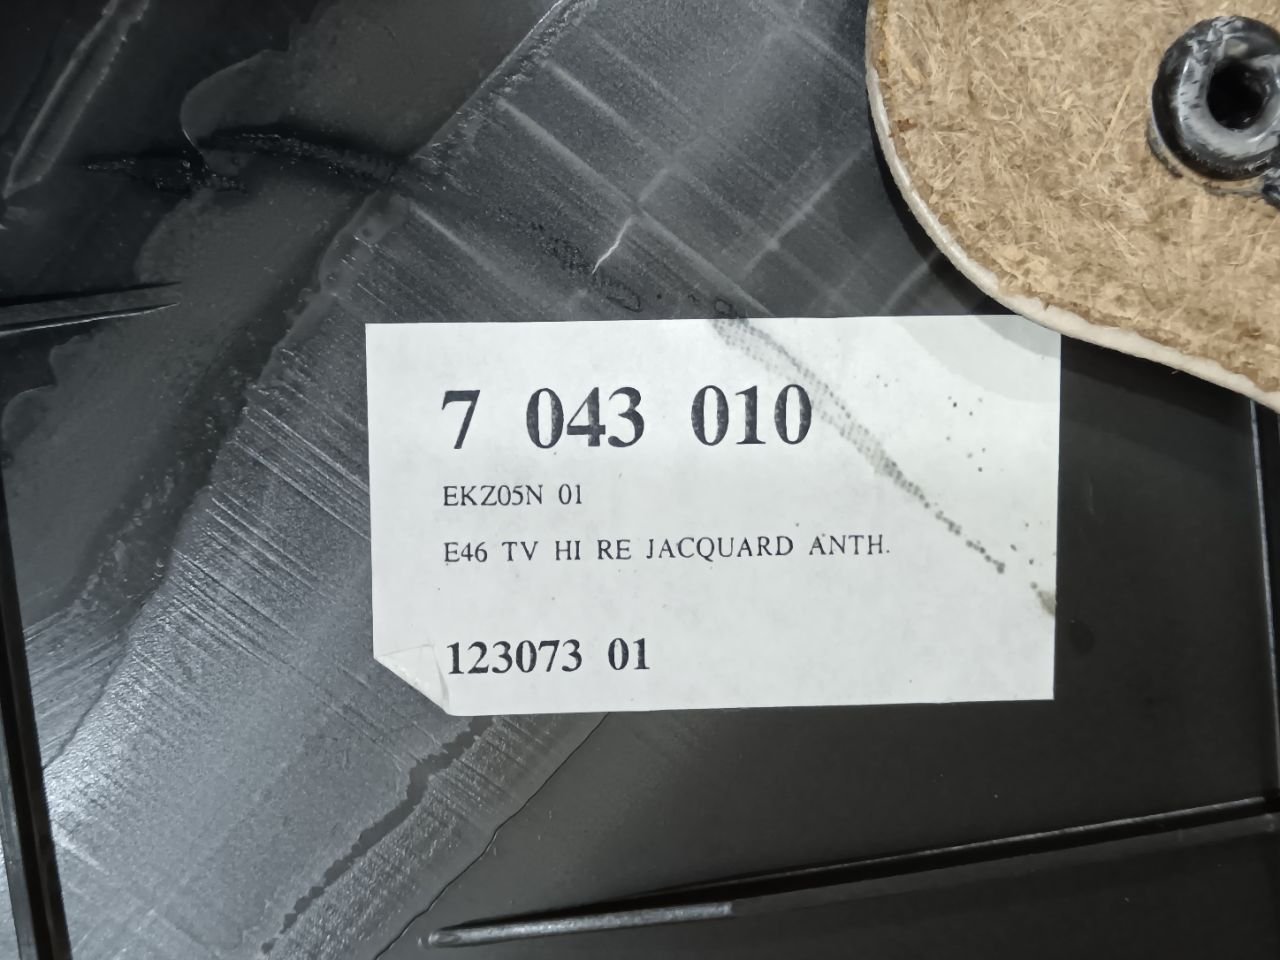 7 043 010
EKZ05N 01
E46 TV HI RE JACQUARD ANTH.
123073 01